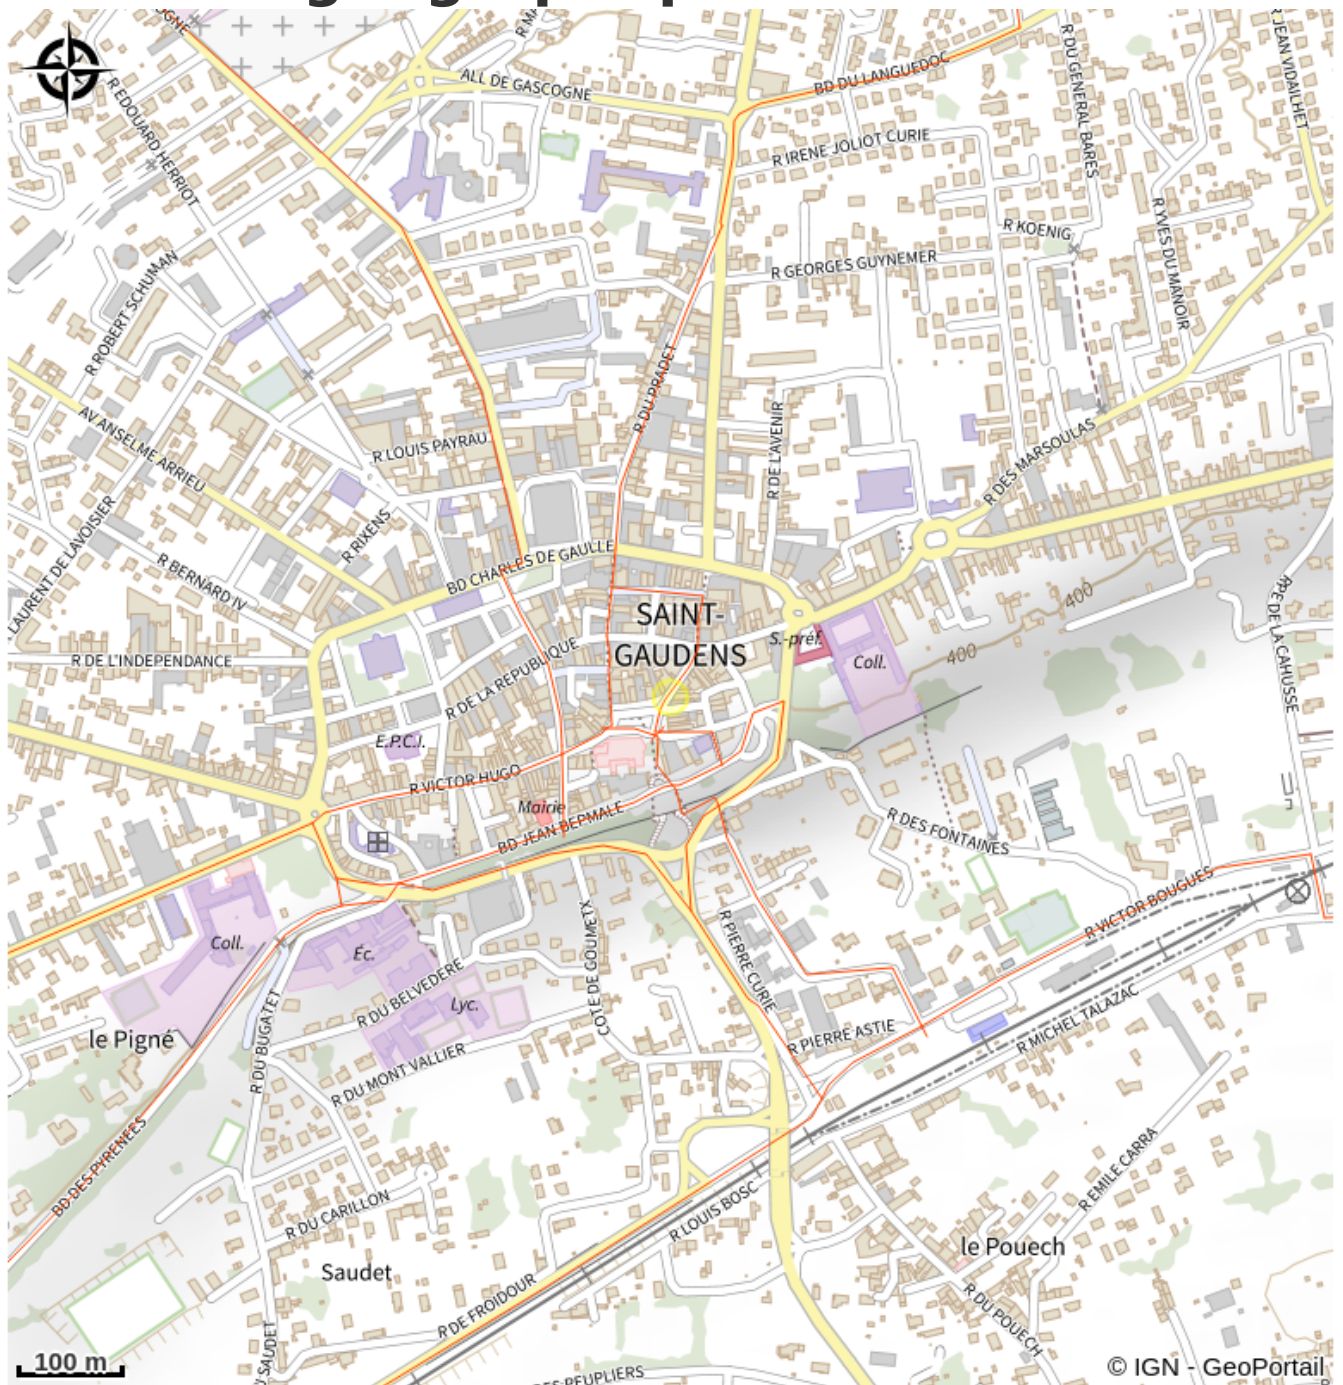 ALL DE GASCOGNE
BD DU LANGUEDOC
R DU GENERAL BARES
R JEAN VIDAILHET
R EDOUARD HERRIOT
R IRENE JOLIOT CURIE
R KOENIG
R YVES DU MANOIR
R GEORGES GUYNEMER
R ROBERT SCHUMAN
R DU PRADET
AV ANSELME ARRIEU
R LOUIS PAYRAU
R DE L'AVENIR
R DES MARSOULAS
R RIXENS
LAURENT DE LAVOISIER
R BERNARD IV
BD CHARLES DE GAULLE
400
SAINT-
GAUDENS
S.-préf.
Coll.
400
R DE L'INDEPENDANCE
R DE LA REPUBLIQUE
E.P.C.I.
R VICTOR HUGO
Mairie
BD JEAN BEPMALE
R DES FONTAINES
R VICTOR BOUGUES
Coll.
Éc.
Lyc.
R DU BELVEDERE
COTE DE GOUMETX
R PIERRE CURIE
R PIERRE ASTIE
R MICHEL TALAZAC
le Pigné
R DU BUGATET
R DU MONT VALLIER
BD DES PYRENEES
R DU CARILLON
R LOUIS BOSC
R EMILE CARRA
le Pouech
Saudet
R DE FROIDOUR
R DU POUECH
SAUDET
100 m
PEUPLIERS
© IGN - GeoPortail